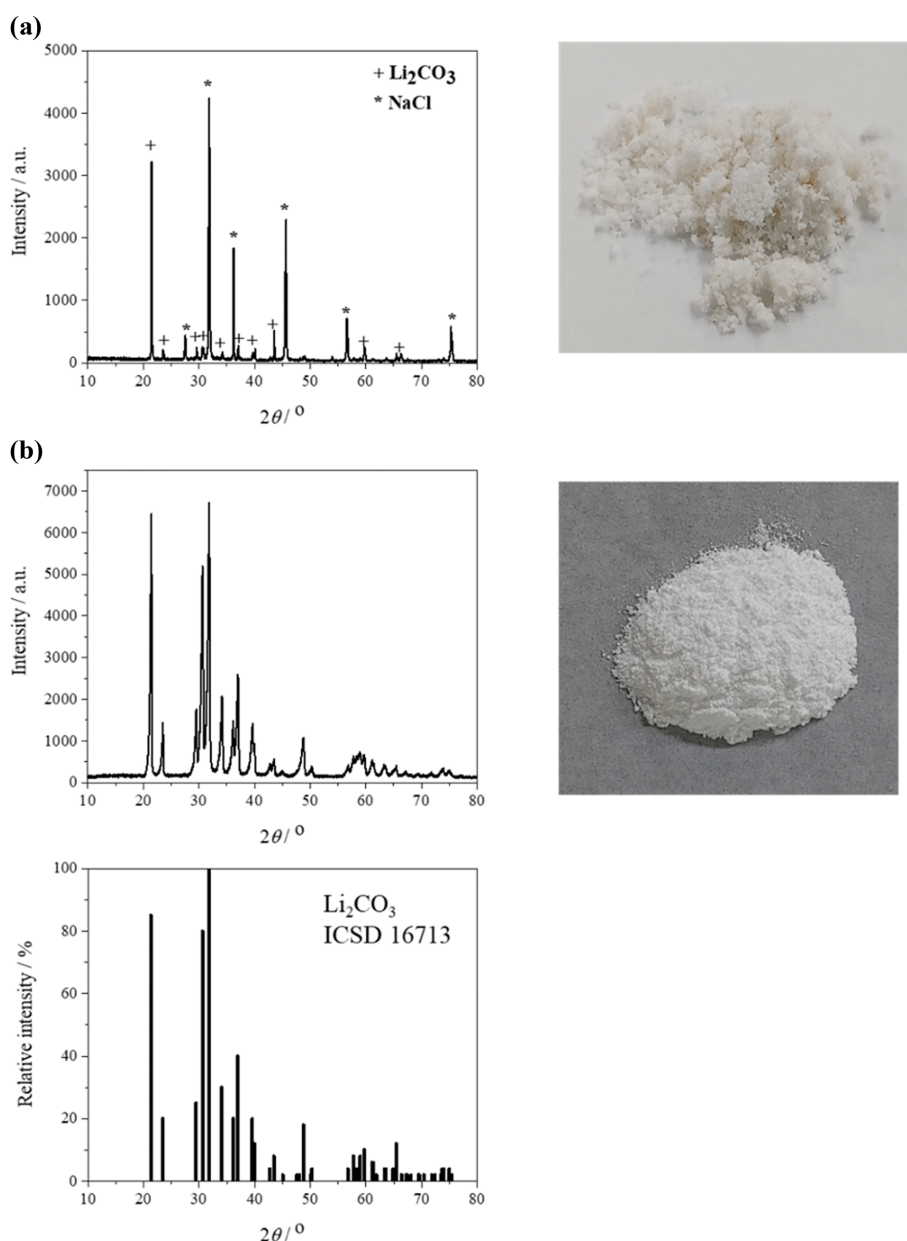 (a)
5000
4000
3000
2000
1000
0
Intensity / a.u.
+ Li₂CO₃
* NaCl
+
*
*
*
+
*
+
+
+
+
+
+
*
+
+
*
10 20 30 40 50 60 70 80
2θ/ °
(b)
7000
6000
5000
4000
3000
2000
1000
0
Intensity / a.u.
10 20 30 40 50 60 70 80
2θ/ °
100
80
60
40
20
0
Relative intensity / %
Li₂CO₃
ICSD 16713
10 20 30 40 50 60 70 80
2θ/ °